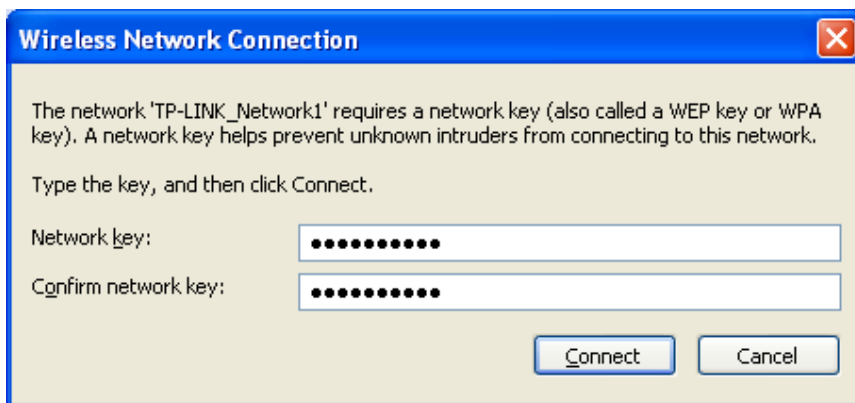 Wireless Network Connection
The network 'TP-LINK_Network1' requires a network key (also called a WEP key or WPA
key). A network key helps prevent unknown intruders from connecting to this network.
Type the key, and then click Connect.
Network key: ●●●●●●●●●●
Confirm network key: ●●●●●●●●●●
Connect Cancel